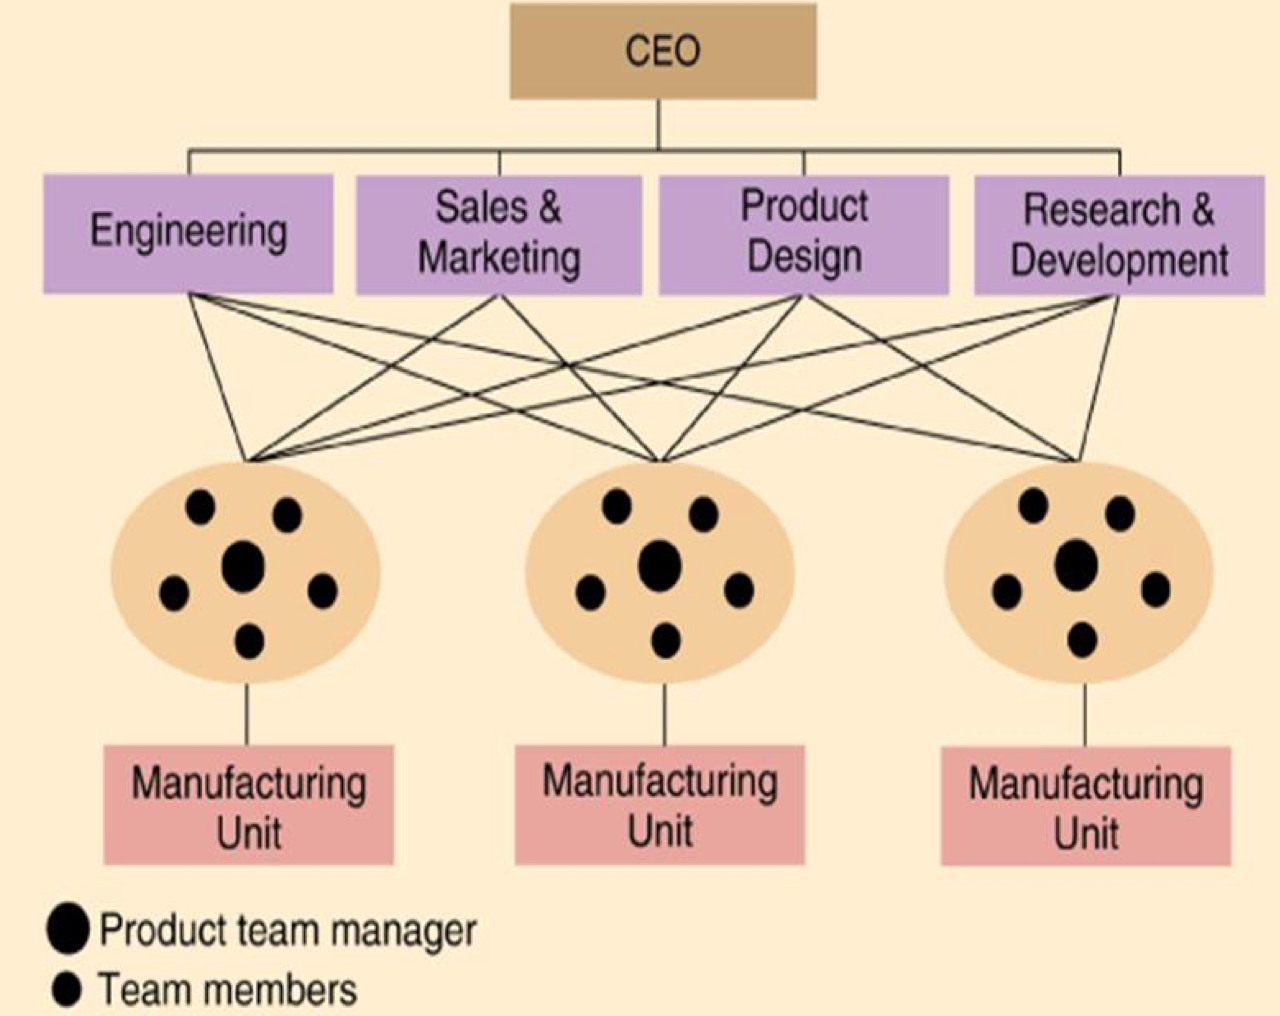 CEO
Engineering
Sales &
Marketing
Product
Design
Research &
Development
Manufacturing
Unit
Manufacturing
Unit
Manufacturing
Unit
Product team manager
Team members